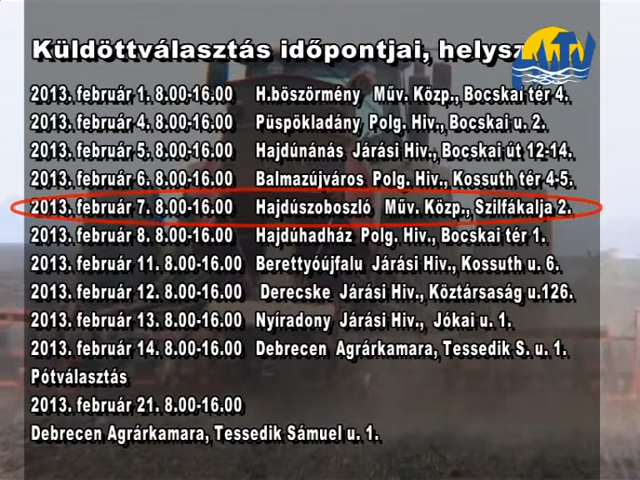 Küldöttválasztás időpontjai, helysz
2013. február 1. 8.00-16.00 H.böszörmény Műv. Közp., Bocskai tér 4.
2013. február 4. 8.00-16.00 Püspökladány Polg. Hiv., Bocskai u. 2.
2013. február 5. 8.00-16.00 Hajdúnánás Járási Hiv., Bocskai út 12-14.
2013. február 6. 8.00-16.00 Balmazújváros Polg. Hiv., Kossuth tér 4-5.
2013. február 7. 8.00-16.00 Hajdúszoboszló Műv. Közp., Szilfákalja 2.
2013. február 8. 8.00-16.00 Hajdúhadház Polg. Hiv., Bocskai tér 1.
2013. február 11. 8.00-16.00 Berettyóújfalu Járási Hiv., Kossuth u. 6.
2013. február 12. 8.00-16.00 Derecske Járási Hiv., Köztársaság u.126.
2013. február 13. 8.00-16.00 Nyíradony Járási Hiv., Jókai u. 1.
2013. február 14. 8.00-16.00 Debrecen Agrárkamara, Tessedik S. u. 1.
Pótválasztás
2013. február 21. 8.00-16.00
Debrecen Agrárkamara, Tessedik Sámuel u. 1.